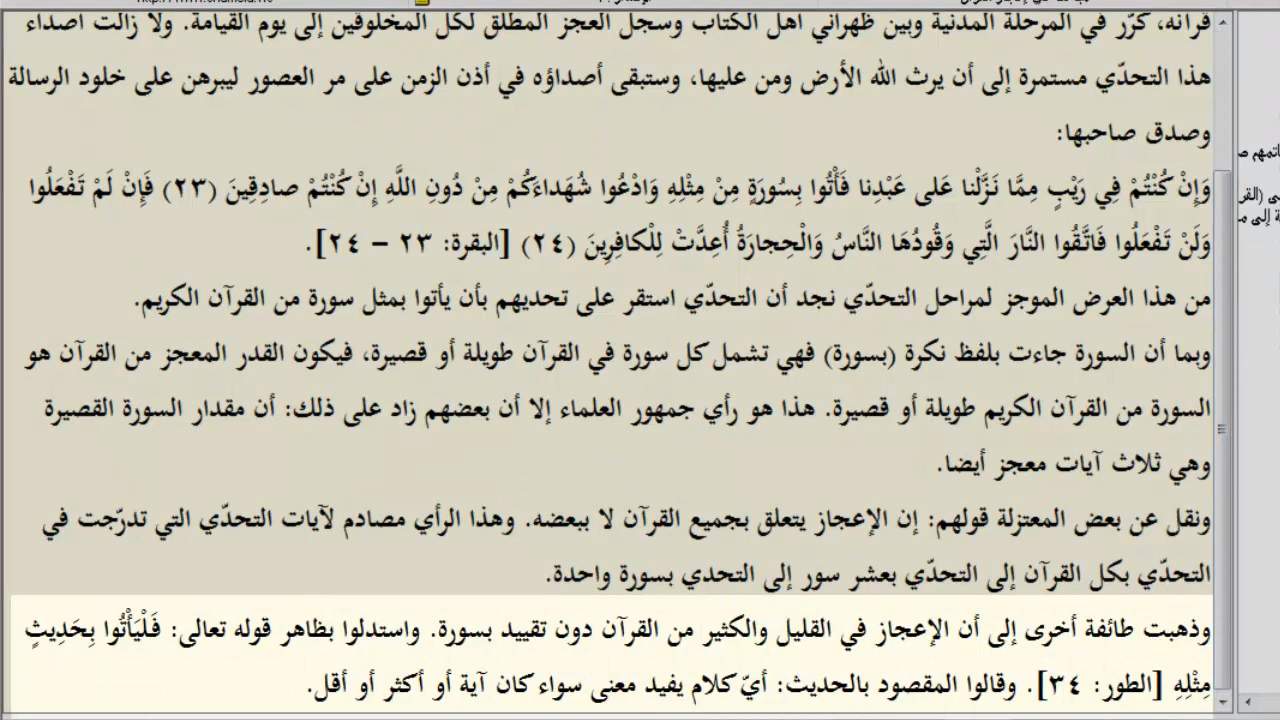 قرآنه، كرّر في المرحلة المدنية وبين ظهراني أهل الكتاب وسجل العجز المطلق لكل المخلوقين إلى يوم القيامة. ولا زالت أصداء
هذا التحدّي مستمرة إلى أن يرث الله الأرض ومن عليها، وستبقى أصداؤه في أذن الزمن على مر العصور ليبرهن على خلود الرسالة
وصدق صاحبها:
وَإِنْ كُنْتُمْ فِي رَيْبٍ مِمَّا نَزَّلْنا عَلى عَبْدِنا فَأْتُوا بِسُورَةٍ مِنْ مِثْلِهِ وَادْعُوا شُهَداءَكُمْ مِنْ دُونِ اللَّهِ إِنْ كُنْتُمْ صادِقِينَ (٢٣) فَإِنْ لَمْ تَفْعَلُوا
وَلَنْ تَفْعَلُوا فَاتَّقُوا النَّارَ الَّتِي وَقُودُهَا النَّاسُ وَالْحِجارَةُ أُعِدَّتْ لِلْكافِرِينَ (٢٤) [البقرة: ٢٣ – ٢٤].
من هذا العرض الموجز لمراحل التحدّي نجد أن التحدّي استقر على تحديهم بأن يأتوا بمثل سورة من القرآن الكريم.
وبما أن السورة جاءت بلفظ نكرة (بسورة) فهي تشمل كل سورة في القرآن طويلة أو قصيرة، فيكون القدر المعجز من القرآن هو
السورة من القرآن الكريم طويلة أو قصيرة. هذا هو رأي جمهور العلماء إلا أن بعضهم زاد على ذلك: أن مقدار السورة القصيرة
وهي ثلاث آيات معجز أيضا.
ونقل عن بعض المعتزلة قولهم: إن الإعجاز يتعلق بجميع القرآن لا ببعضه. وهذا الرأي مصادم لآيات التحدّي التي تدرّجت في
التحدّي بكل القرآن إلى التحدّي بعشر سور إلى التحدي بسورة واحدة.
وذهبت طائفة أخرى إلى أن الإعجاز في القليل والكثير من القرآن دون تقييد بسورة. واستدلوا بظاهر قوله تعالى: فَلْيَأْتُوا بِحَدِيثٍ
مِثْلِهِ [الطور: ٣٤]. وقالوا المقصود بالحديث: أيّ كلام يفيد معنى سواء كان آية أو أكثر أو أقل.